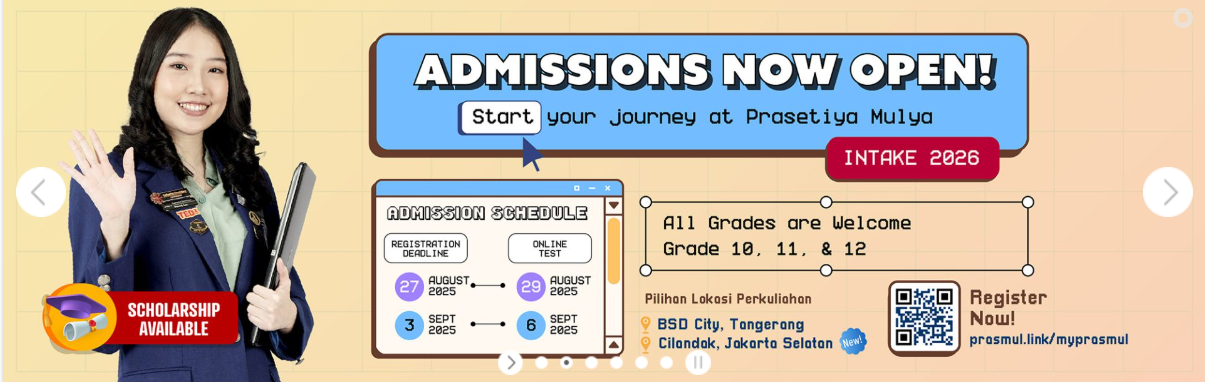 ADMISSIONS NOW OPEN!
Start your journey at Prasetiya Mulya
INTAKE 2026
ADMISSION SCHEDULE
REGISTRATION
DEADLINE
ONLINE
TEST
27 AUGUST
2025
29 AUGUST
2025
3 SEPT
2025
6 SEPT
2025
All Grades are Welcome
Grade 10, 11, & 12
Pilihan Lokasi Perkuliahan
BSD City, Tangerang
Cilandak, Jakarta Selatan New!
Register
Now!
prasmul.link/myprasmul
SCHOLARSHIP
AVAILABLE